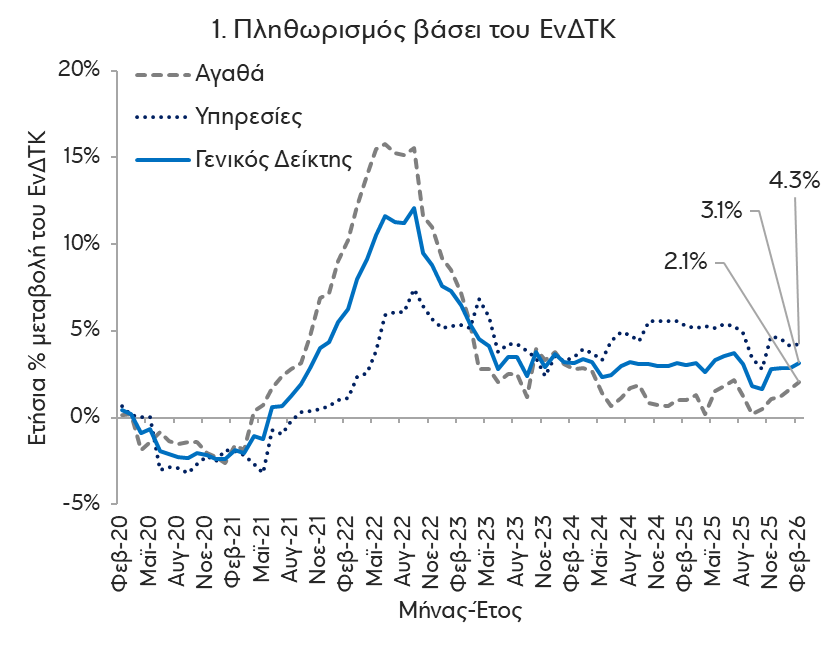 1. Πληθωρισμός βάσει του ΕνΔΤΚ
Αγαθά
Υπηρεσίες
Γενικός Δείκτης
20%
15%
10%
5%
0%
-5%
Ετήσια % μεταβολή του ΕνΔΤΚ
4.3%
3.1%
2.1%
Φεβ-20
Μαϊ-20
Αυγ-20
Νοε-20
Φεβ-21
Μαϊ-21
Αυγ-21
Νοε-21
Φεβ-22
Μαϊ-22
Αυγ-22
Νοε-22
Φεβ-23
Μαϊ-23
Αυγ-23
Νοε-23
Φεβ-24
Μαϊ-24
Αυγ-24
Νοε-24
Φεβ-25
Μαϊ-25
Αυγ-25
Νοε-25
Φεβ-26
Μήνας-Έτος